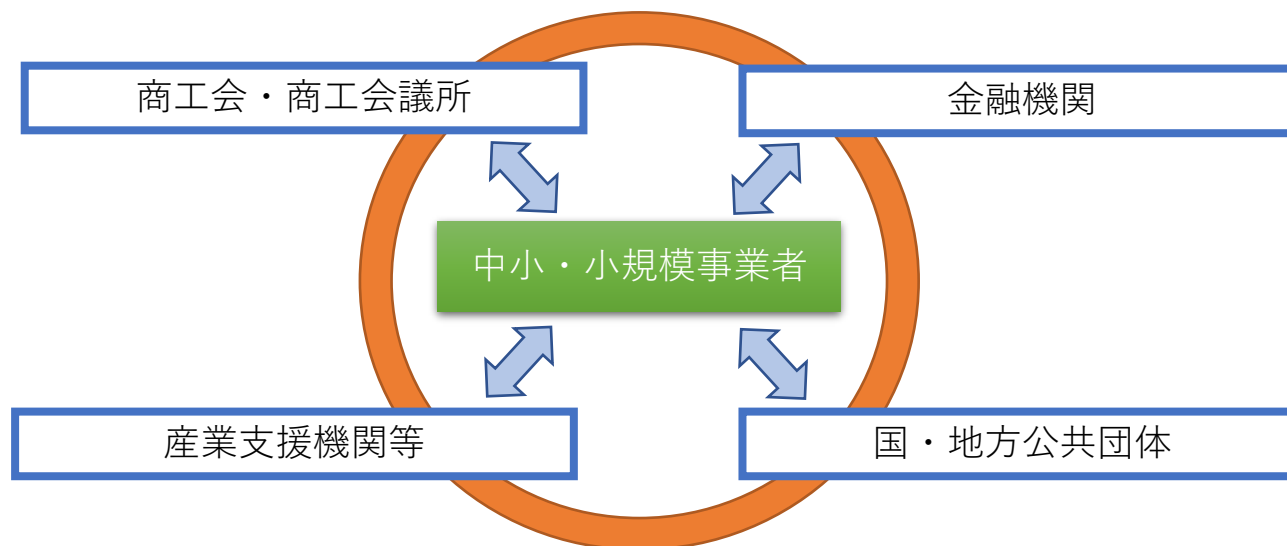 商工会・商工会議所
金融機関
中小・小規模事業者
産業支援機関等
国・地方公共団体